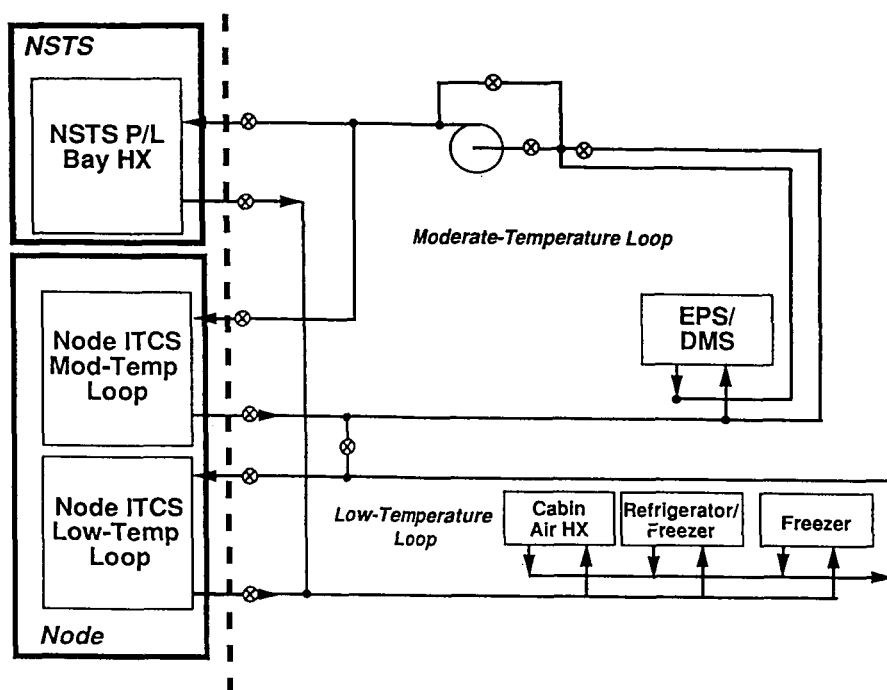 NSTS
NSTS P/L
Bay HX
Moderate-Temperature Loop
EPS/
DMS
Node ITCS
Mod-Temp
Loop
Node ITCS
Low-Temp
Loop
Low-Temperature
Loop
Cabin
Air HX
Refrigerator/
Freezer
Freezer
Node